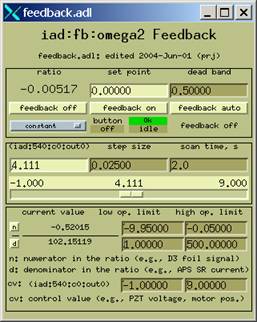 feedback.adl
iad:fb:omega2 Feedback
feedback.adl: edited 2004-Jun-01 (prj)
ratio set point dead band
-0.00517 0.00000 0.50000
feedback off feedback on feedback auto
constant button off Ok idle feedback off
(iad:540:c0:out0) step size scan time, s
4.111 0.02500 2.0
-1.000 4.111 9.000
current value low op. limit high op. limit
n -0.52015 -9.95000 -0.05000
d 102.15119 1.00000 500.00000
n: numerator in the ratio (e.g., D3 foil signal)
d: denominator in the ratio (e.g., APS SR current)
cv: (iad:540:c0:out0) -1.00000 9.00000
cv: control value (e.g., PZT voltage, motor pos.)